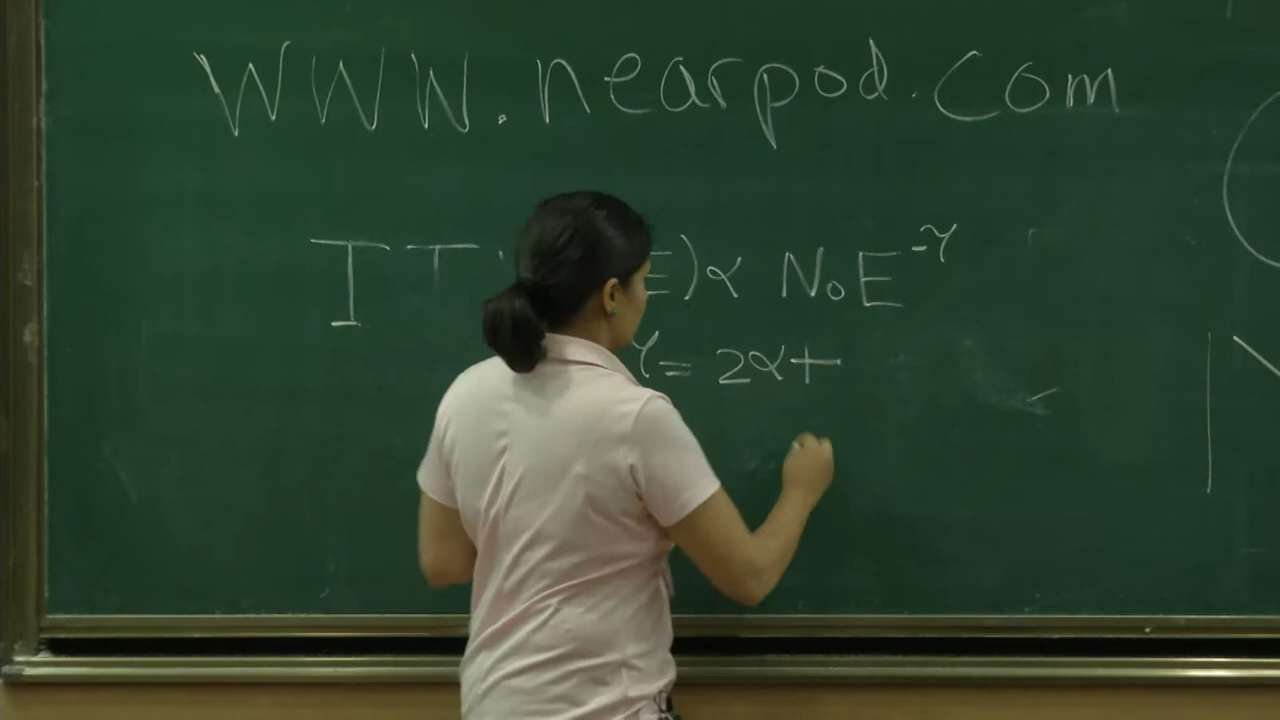 WWW.nearpod.com
I E) ∝ N₀E^-γ
γ = 2α +